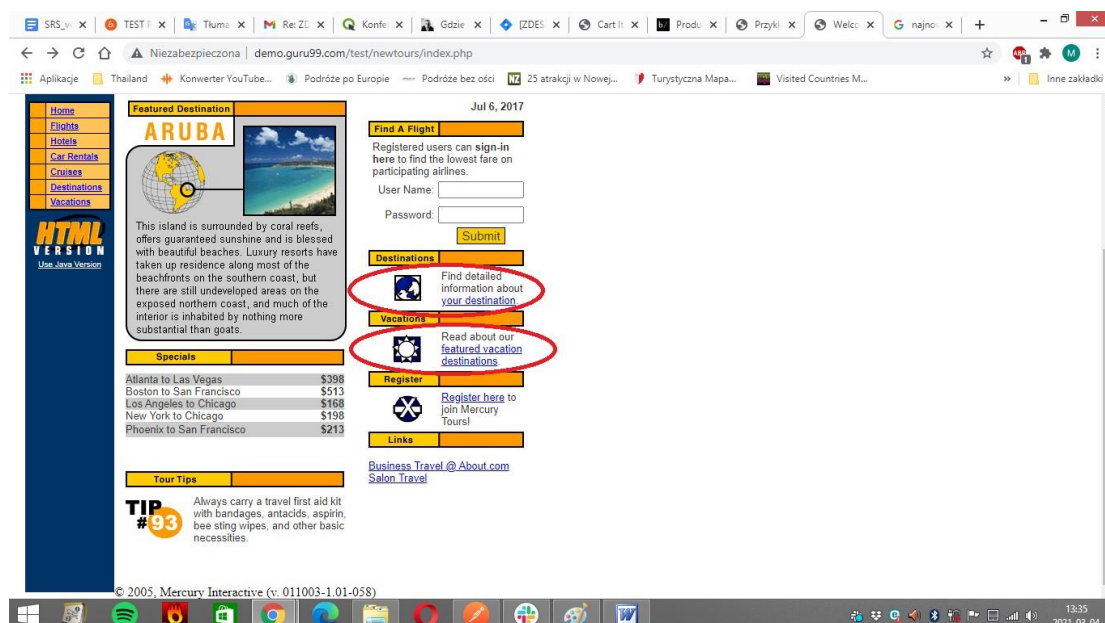 SRS_v
TEST
Tłuma
Re: ZD
Konfe
Gdzie
[ZDES
Cart It
Produ
Przykł
Welco
najno
Niezabezpieczona | demo.guru99.com/test/newtours/index.php
M
Aplikacje
Thailand
Konwerter YouTube...
Podróże po Europie
Podróże bez ości
NZ 25 atrakcji w Nowej...
Turystyczna Mapa...
Visited Countries M...
»
Inne zakładki
Home
Flights
Hotels
Car Rentals
Cruises
Destinations
Vacations
HTML
VERSION
Use Java Version
Featured Destination
ARUBA
This island is surrounded by coral reefs,
offers guaranteed sunshine and is blessed
with beautiful beaches. Luxury resorts have
taken up residence along most of the
beachfronts on the southern coast, but
there are still undeveloped areas on the
exposed northern coast, and much of the
interior is inhabited by nothing more
substantial than goats.
Specials
Atlanta to Las Vegas $398
Boston to San Francisco $513
Los Angeles to Chicago $168
New York to Chicago $198
Phoenix to San Francisco $213
Tour Tips
TIP
#93
Always carry a travel first aid kit
with bandages, antacids, aspirin,
bee sting wipes, and other basic
necessities.
Jul 6, 2017
Find A Flight
Registered users can sign-in
here to find the lowest fare on
participating airlines.
User Name:
Password:
Submit
Destinations
Find detailed
information about
your destination.
Vacations
Read about our
featured vacation
destinations.
Register
Register here to
join Mercury
Tours!
Links
Business Travel @ About.com
Salon Travel
© 2005, Mercury Interactive (v. 011003-1.01-
058)
13:35
2021-03-04